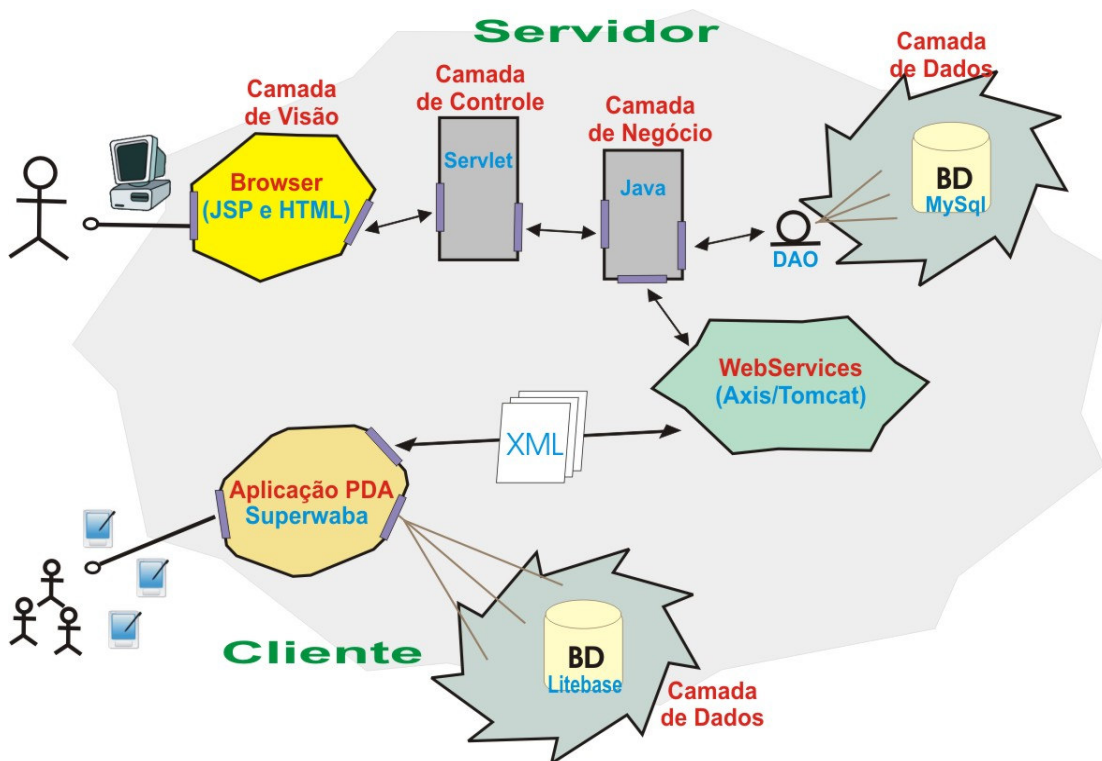 Servidor
Camada
de Visão
Browser
(JSP e HTML)
Camada
de Controle
Servlet
Camada
de Negócio
Java
Camada
de Dados
BD
MySql
DAO
WebServices
(Axis/Tomcat)
XML
Aplicação PDA
Superwaba
Cliente
BD
Litebase
Camada
de Dados